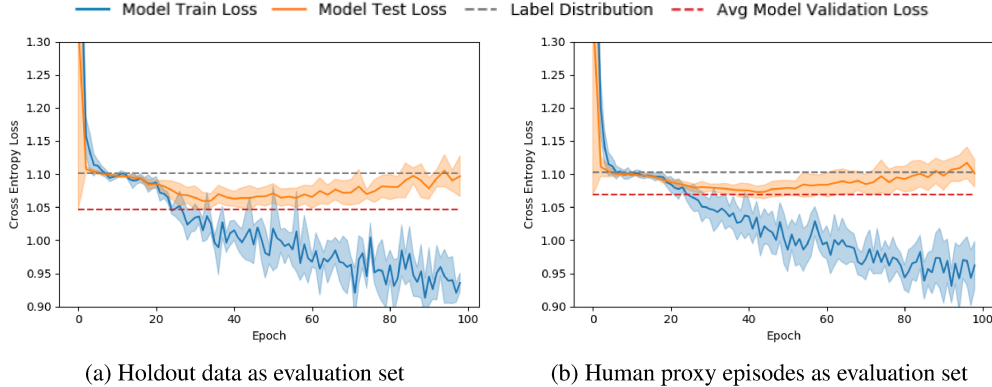 Model Train Loss Model Test Loss Label Distribution Avg Model Validation Loss
1.30 1.30
1.25 1.25
1.20 1.20
1.15 1.15
1.10 1.10
1.05 1.05
1.00 1.00
0.95 0.95
0.90 0.90
Cross Entropy Loss Cross Entropy Loss
0 20 40 60 80 100 0 20 40 60 80 100
Epoch Epoch
(a) Holdout data as evaluation set (b) Human proxy episodes as evaluation set